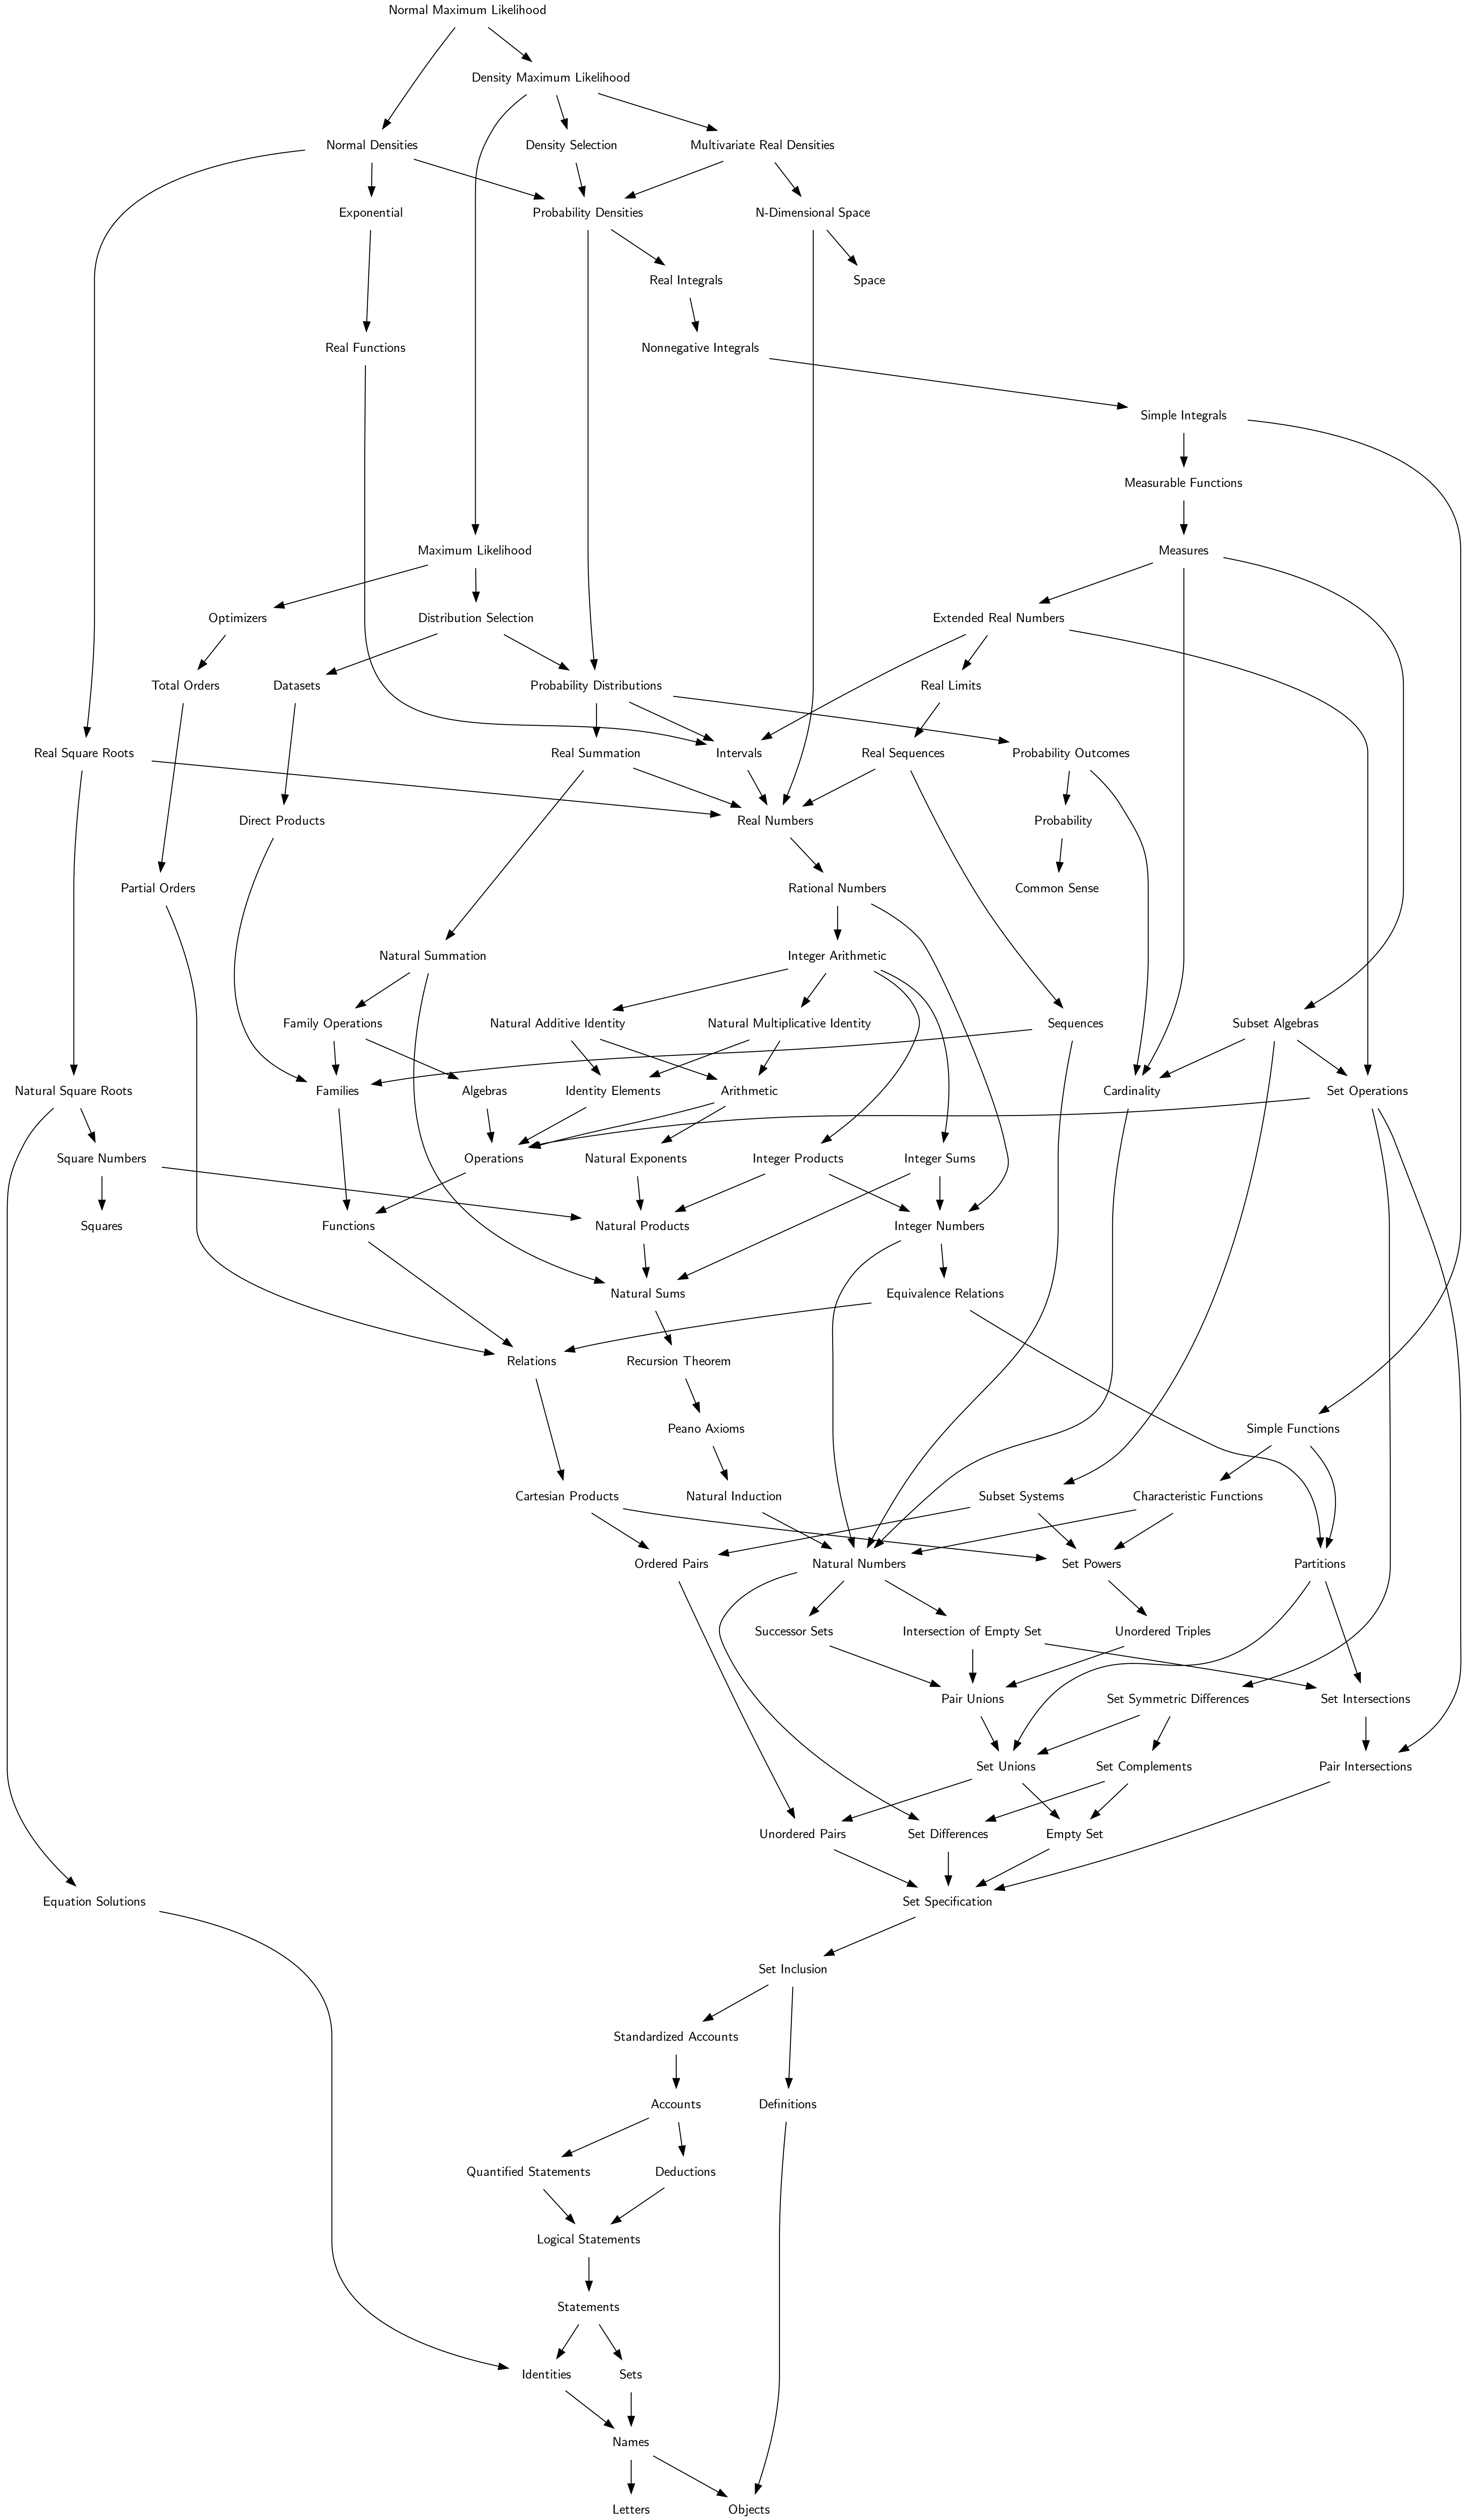 Normal Maximum Likelihood
Density Maximum Likelihood
Normal Densities
Density Selection
Multivariate Real Densities
Exponential
Probability Densities
N-Dimensional Space
Real Integrals
Space
Real Functions
Nonnegative Integrals
Simple Integrals
Measurable Functions
Maximum Likelihood
Measures
Optimizers
Distribution Selection
Extended Real Numbers
Total Orders
Datasets
Probability Distributions
Real Limits
Real Square Roots
Real Summation
Intervals
Real Sequences
Probability Outcomes
Direct Products
Real Numbers
Probability
Partial Orders
Rational Numbers
Common Sense
Natural Summation
Integer Arithmetic
Family Operations
Natural Additive Identity
Natural Multiplicative Identity
Sequences
Subset Algebras
Natural Square Roots
Families
Algebras
Identity Elements
Arithmetic
Cardinality
Set Operations
Square Numbers
Operations
Natural Exponents
Integer Products
Integer Sums
Squares
Functions
Natural Products
Integer Numbers
Natural Sums
Equivalence Relations
Relations
Recursion Theorem
Peano Axioms
Simple Functions
Cartesian Products
Natural Induction
Subset Systems
Characteristic Functions
Ordered Pairs
Natural Numbers
Set Powers
Partitions
Successor Sets
Intersection of Empty Set
Unordered Triples
Pair Unions
Set Symmetric Differences
Set Intersections
Set Unions
Set Complements
Pair Intersections
Unordered Pairs
Set Differences
Empty Set
Equation Solutions
Set Specification
Set Inclusion
Standardized Accounts
Accounts
Definitions
Quantified Statements
Deductions
Logical Statements
Statements
Identities
Sets
Names
Letters
Objects